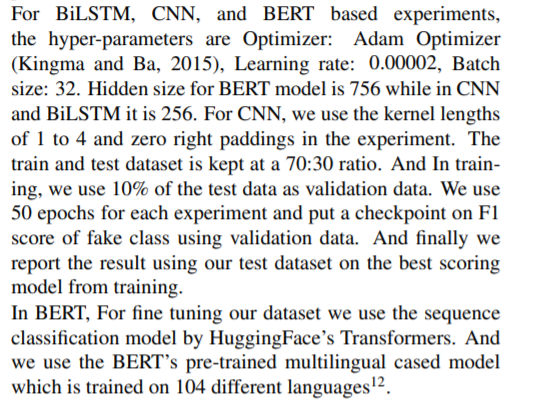 For BiLSTM, CNN, and BERT based experiments,
the hyper-parameters are Optimizer: Adam Optimizer
(Kingma and Ba, 2015), Learning rate: 0.00002, Batch
size: 32. Hidden size for BERT model is 756 while in CNN
and BiLSTM it is 256. For CNN, we use the kernel lengths
of 1 to 4 and zero right paddings in the experiment. The
train and test dataset is kept at a 70:30 ratio. And In train-
ing, we use 10% of the test data as validation data. We use
50 epochs for each experiment and put a checkpoint on F1
score of fake class using validation data. And finally we
report the result using our test dataset on the best scoring
model from training.
In BERT, For fine tuning our dataset we use the sequence
classification model by HuggingFace's Transformers. And
we use the BERT's pre-trained multilingual cased model
which is trained on 104 different languages¹².